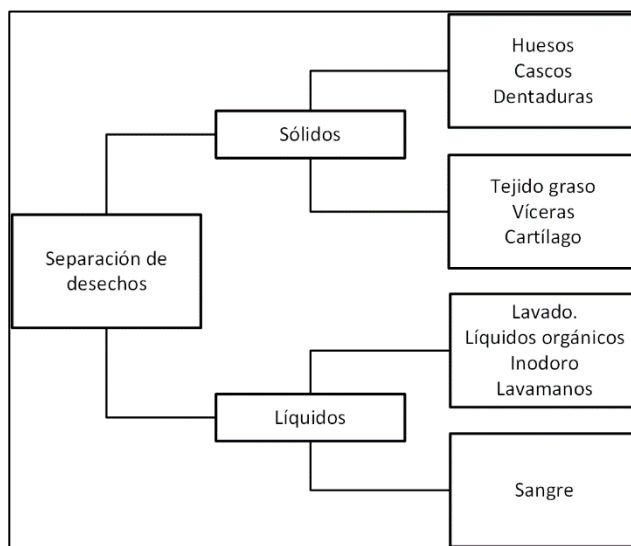 Huesos
Cascos
Dentaduras
Sólidos
Tejido graso
Víceras
Cartílago
Separación de
desechos
Lavado.
Líquidos orgánicos
Inodoro
Lavamanos
Líquidos
Sangre